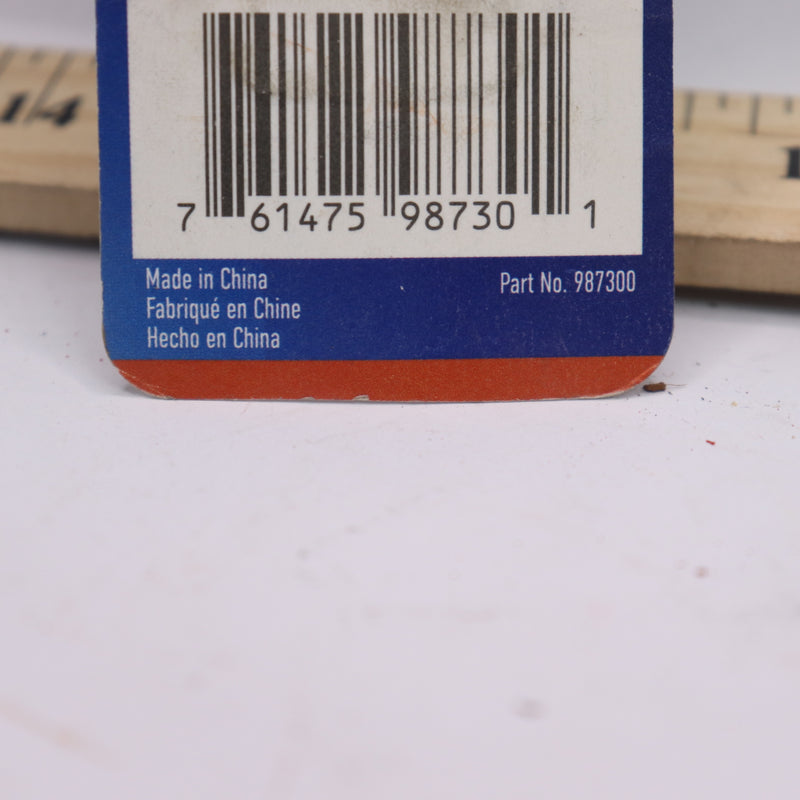 14
7 61475 98730 1
Made in China
Part No. 987300
Fabriqué en Chine
Hecho en China